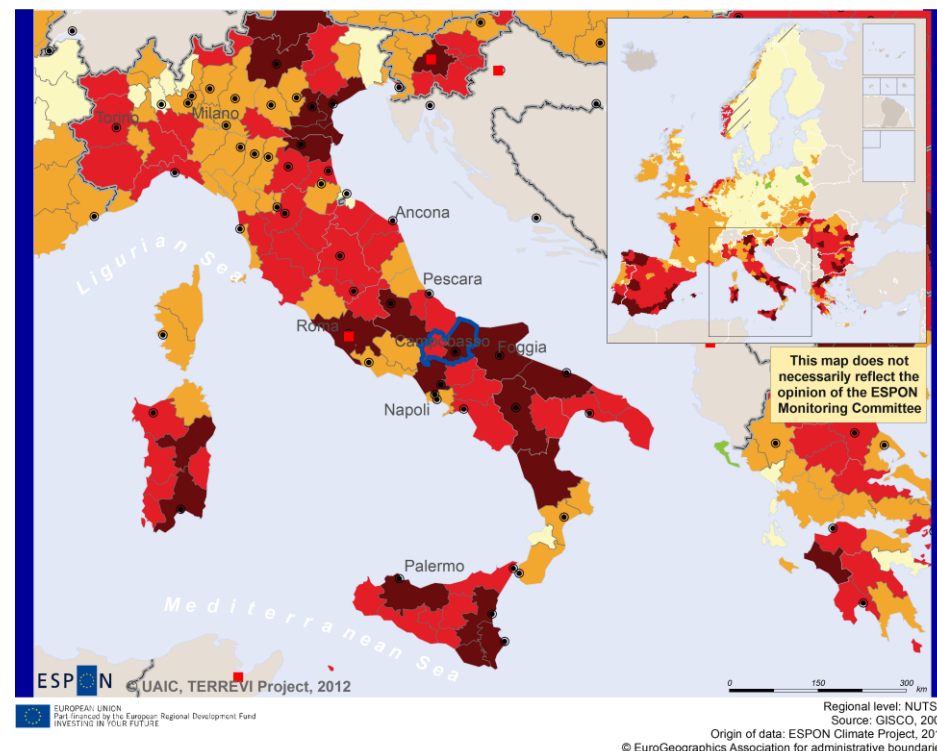 Torino
Milano
Ancona
Ligurian Sea
Pescara
Roma
Campobasso
Foggia
Napoli
This map does not
necessarily reflect the
opinion of the ESPON
Monitoring Committee
Palermo
Mediterranean Sea
ESPON
© UAIC, TERREVI Project, 2012
0 150 300
km
EUROPEAN UNION
Part-financed by the European Regional Development Fund
INVESTING IN YOUR FUTURE
Regional level: NUTS
Source: GISCO, 200
Origin of data: ESPON Climate Project, 201
© EuroGeographics Association for administrative boundar